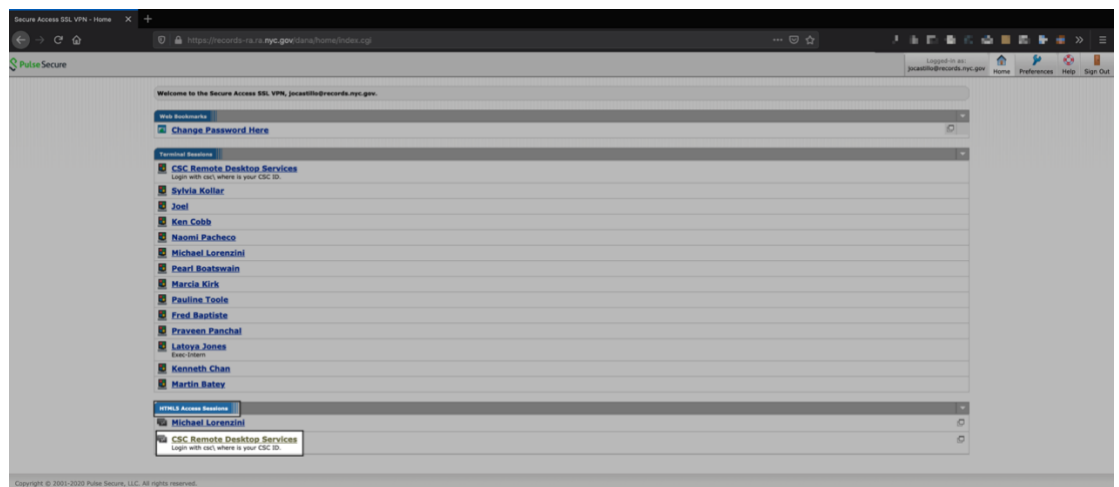 Secure Access SSL VPN - Home
https://records-ra.ra.nyc.gov/dana/home/index.cgi
Pulse Secure
Logged-in as:
jocastillo@records.nyc.gov
Home
Preferences
Help
Sign Out
Welcome to the Secure Access SSL VPN, jocastillo@records.nyc.gov.
Web Bookmarks
Change Password Here
Terminal Sessions
CSC Remote Desktop Services
Login with csc\ where is your CSC ID.
Sylvia Kollar
Joel
Ken Cobb
Naomi Pacheco
Michael Lorenzini
Pearl Boatswain
Marcia Kirk
Pauline Toole
Fred Baptiste
Praveen Panchal
Latoya Jones
Exec-Intern
Kenneth Chan
Martin Batey
HTML5 Access Sessions
Michael Lorenzini
CSC Remote Desktop Services
Login with csc\ where is your CSC ID.
Copyright © 2001-2020 Pulse Secure, LLC. All rights reserved.